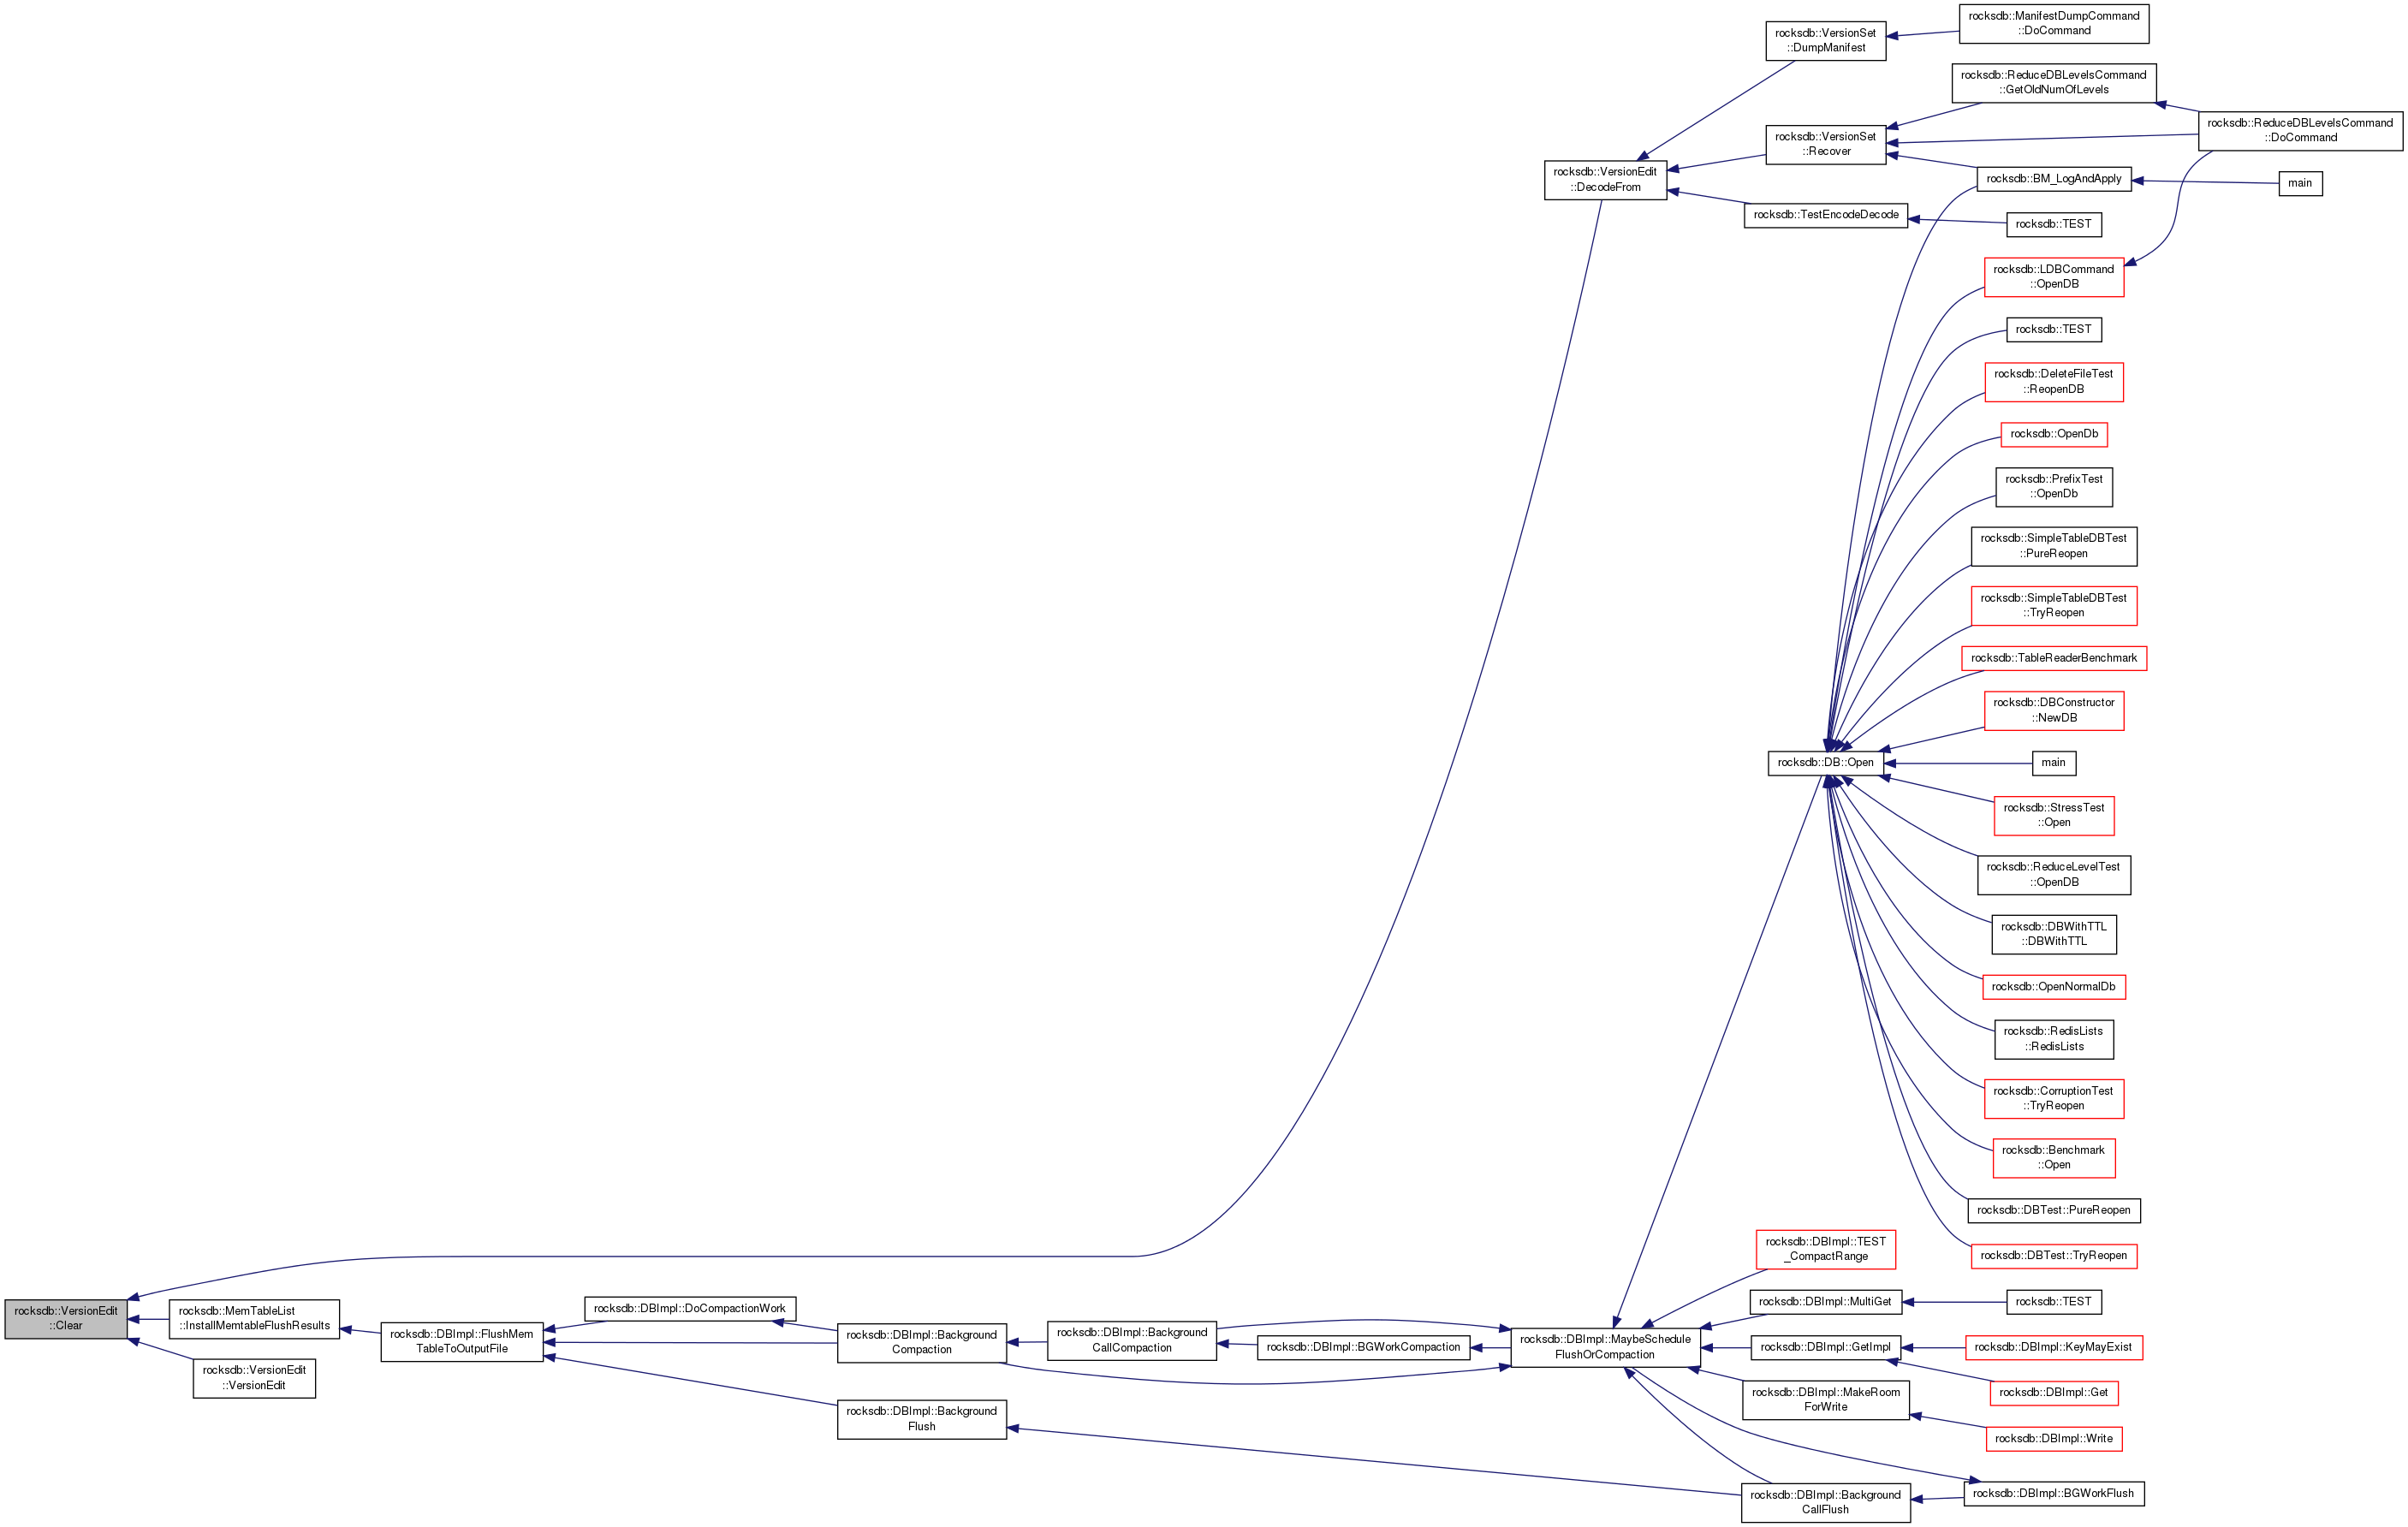 rocksdb::ManifestDumpCommand
::DoCommand
rocksdb::VersionSet
::DumpManifest
rocksdb::ReduceDBLevelsCommand
::GetOldNumOfLevels
rocksdb::ReduceDBLevelsCommand
::DoCommand
rocksdb::VersionSet
::Recover
rocksdb::VersionEdit
::DecodeFrom
rocksdb::BM_LogAndApply
main
rocksdb::TestEncodeDecode
rocksdb::TEST
rocksdb::LDBCommand
::OpenDB
rocksdb::TEST
rocksdb::DeleteFileTest
::ReopenDB
rocksdb::OpenDb
rocksdb::PrefixTest
::OpenDb
rocksdb::SimpleTableDBTest
::PureReopen
rocksdb::SimpleTableDBTest
::TryReopen
rocksdb::TableReaderBenchmark
rocksdb::DBConstructor
::NewDB
rocksdb::DB::Open
main
rocksdb::StressTest
::Open
rocksdb::ReduceLevelTest
::OpenDB
rocksdb::DBWithTTL
::DBWithTTL
rocksdb::OpenNormalDb
rocksdb::RedisLists
::RedisLists
rocksdb::CorruptionTest
::TryReopen
rocksdb::Benchmark
::Open
rocksdb::DBTest::PureReopen
rocksdb::DBTest::TryReopen
rocksdb::DBImpl::TEST
_CompactRange
rocksdb::VersionEdit
::Clear
rocksdb::MemTableList
::InstallMemtableFlushResults
rocksdb::VersionEdit
::VersionEdit
rocksdb::DBImpl::FlushMem
TableToOutputFile
rocksdb::DBImpl::DoCompactionWork
rocksdb::DBImpl::Background
Compaction
rocksdb::DBImpl::Background
Flush
rocksdb::DBImpl::Background
CallCompaction
rocksdb::DBImpl::BGWorkCompaction
rocksdb::DBImpl::MaybeSchedule
FlushOrCompaction
rocksdb::DBImpl::MultiGet
rocksdb::TEST
rocksdb::DBImpl::GetImpl
rocksdb::DBImpl::KeyMayExist
rocksdb::DBImpl::Get
rocksdb::DBImpl::MakeRoom
ForWrite
rocksdb::DBImpl::Write
rocksdb::DBImpl::Background
CallFlush
rocksdb::DBImpl::BGWorkFlush